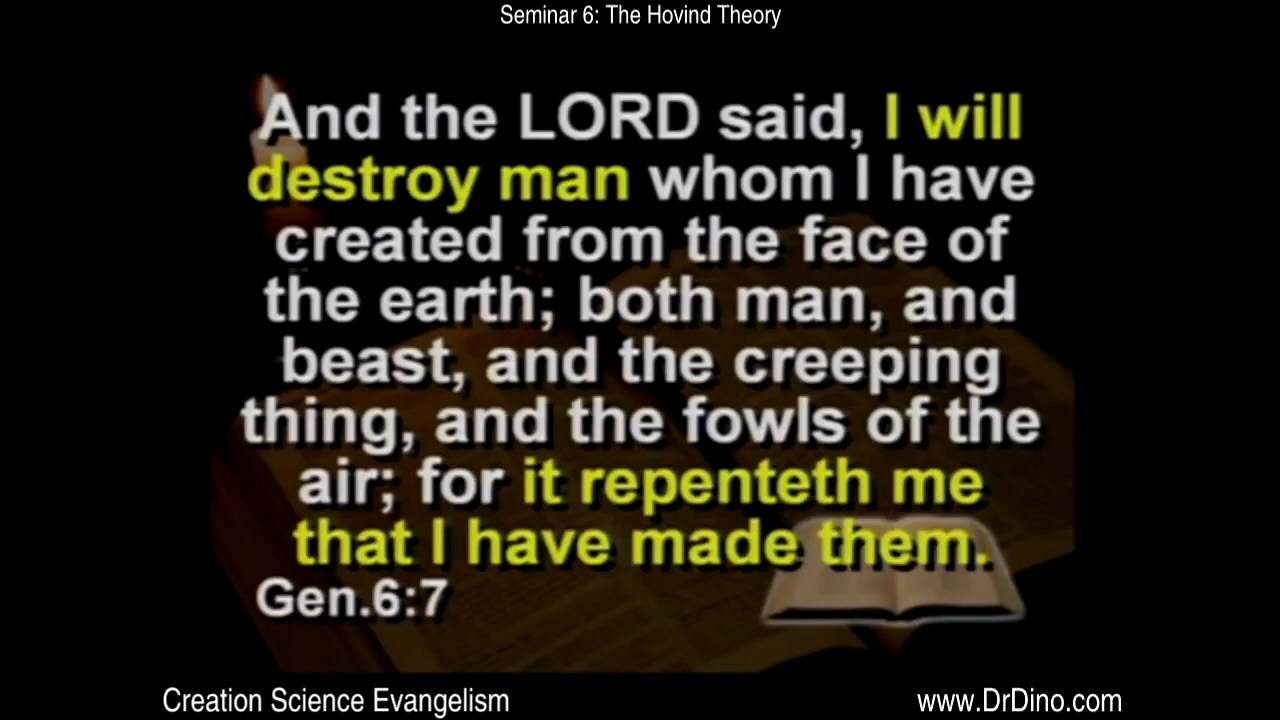 Seminar 6: The Hovind Theory
And the LORD said, I will
destroy man whom I have
created from the face of
the earth; both man, and
beast, and the creeping
thing, and the fowls of the
air; for it repenteth me
that I have made them.
Gen.6:7
Creation Science Evangelism
www.DrDino.com